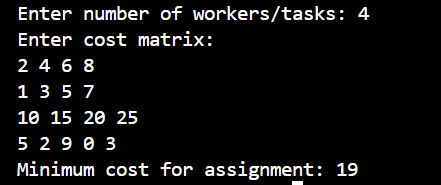 Enter number of workers/tasks: 4
Enter cost matrix:
2 4 6 8
1 3 5 7
10 15 20 25
5 2 9 0 3
Minimum cost for assignment: 19